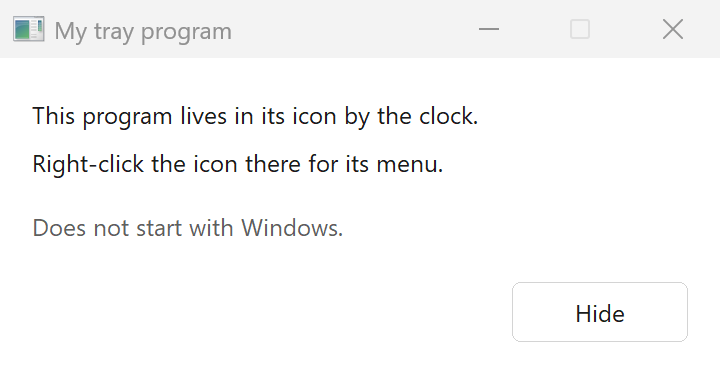 My tray program
This program lives in its icon by the clock.
Right-click the icon there for its menu.
Does not start with Windows.
Hide